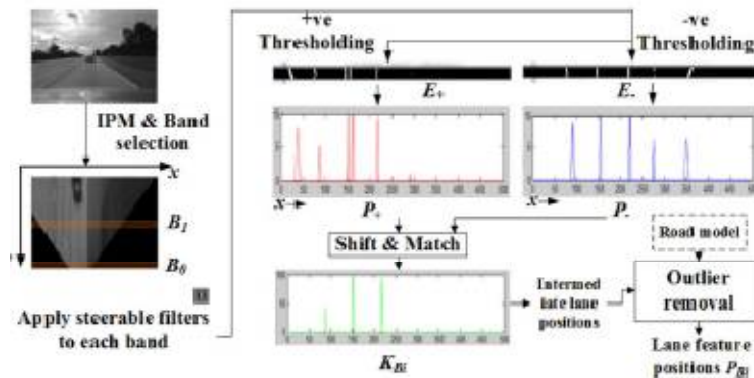 +ve
Thresholding
-ve
Thresholding
IPM & Band
selection
E+
E-
x
B1
B0
x
P+
P-
Shift & Match
Road model
Apply steerable filters
to each band
Intermed
iate lane
positions
Outlier
removal
KBi
Lane feature
positions PBi